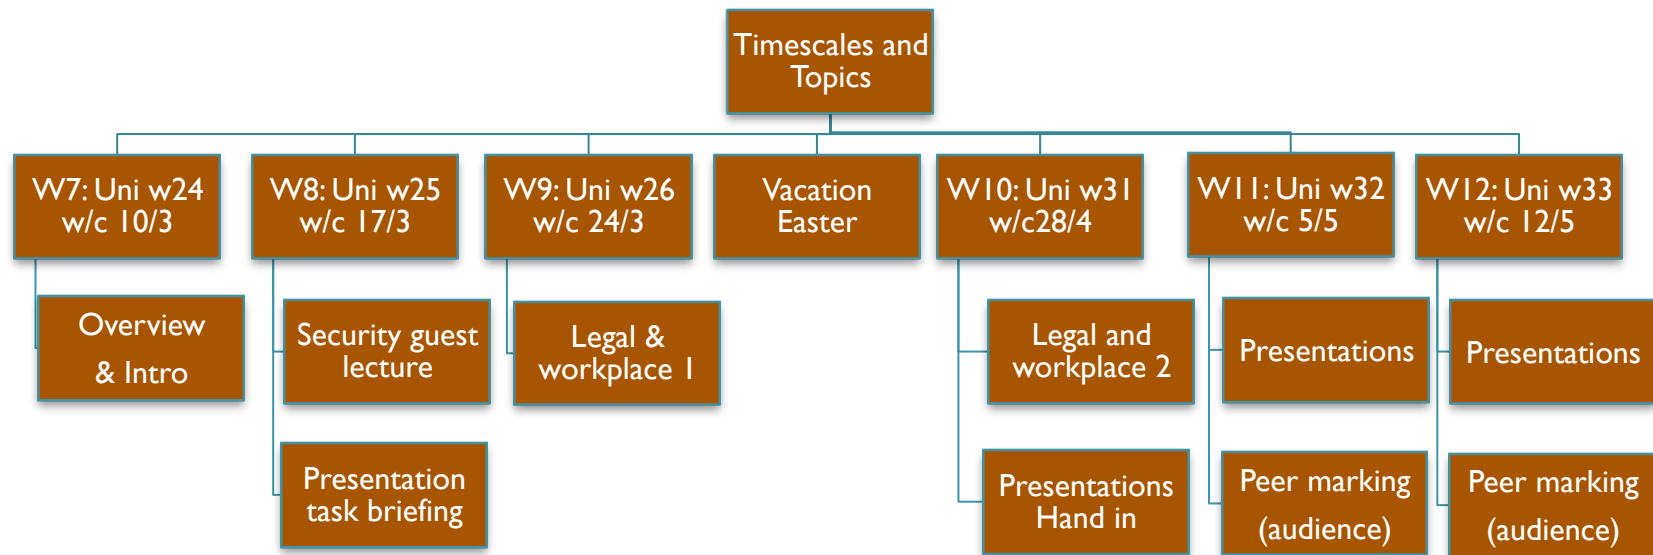 Timescales and
Topics
W7: Uni w24
w/c 10/3
W8: Uni w25
w/c 17/3
W9: Uni w26
w/c 24/3
Vacation
Easter
W10: Uni w31
w/c28/4
W11: Uni w32
w/c 5/5
W12: Uni w33
w/c 12/5
Overview
& Intro
Security guest
lecture
Presentation
task briefing
Legal &
workplace 1
Legal and
workplace 2
Presentations
Hand in
Presentations
Peer marking
(audience)
Presentations
Peer marking
(audience)